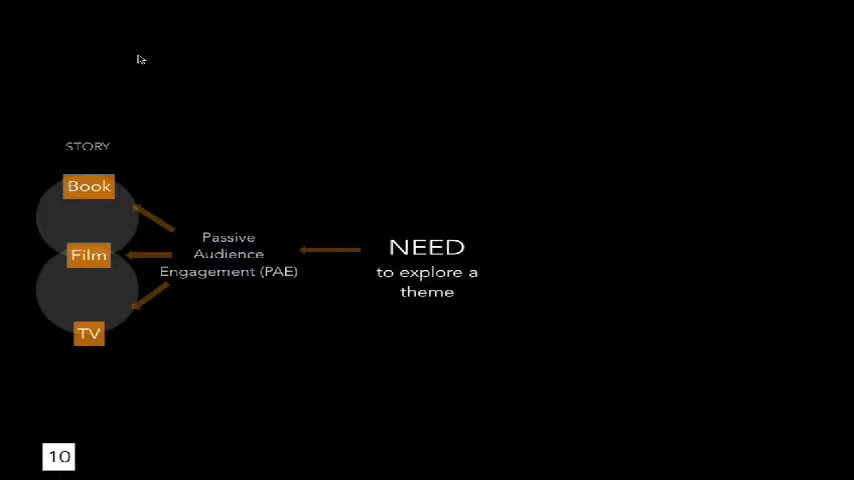 STORY
Book
Film
TV
Passive
Audience
Engagement (PAE)
NEED
to explore a
theme
10